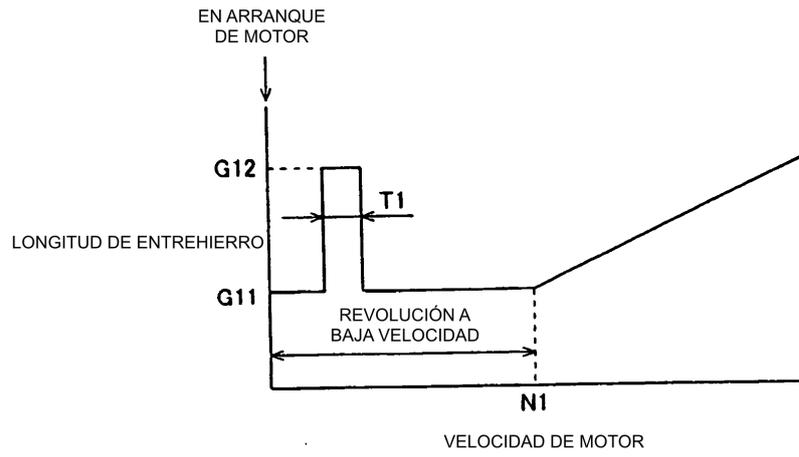 EN ARRANQUE
DE MOTOR
G12
T1
LONGITUD DE ENTREHIERRO
G11
REVOLUCIÓN A
BAJA VELOCIDAD
N1
VELOCIDAD DE MOTOR